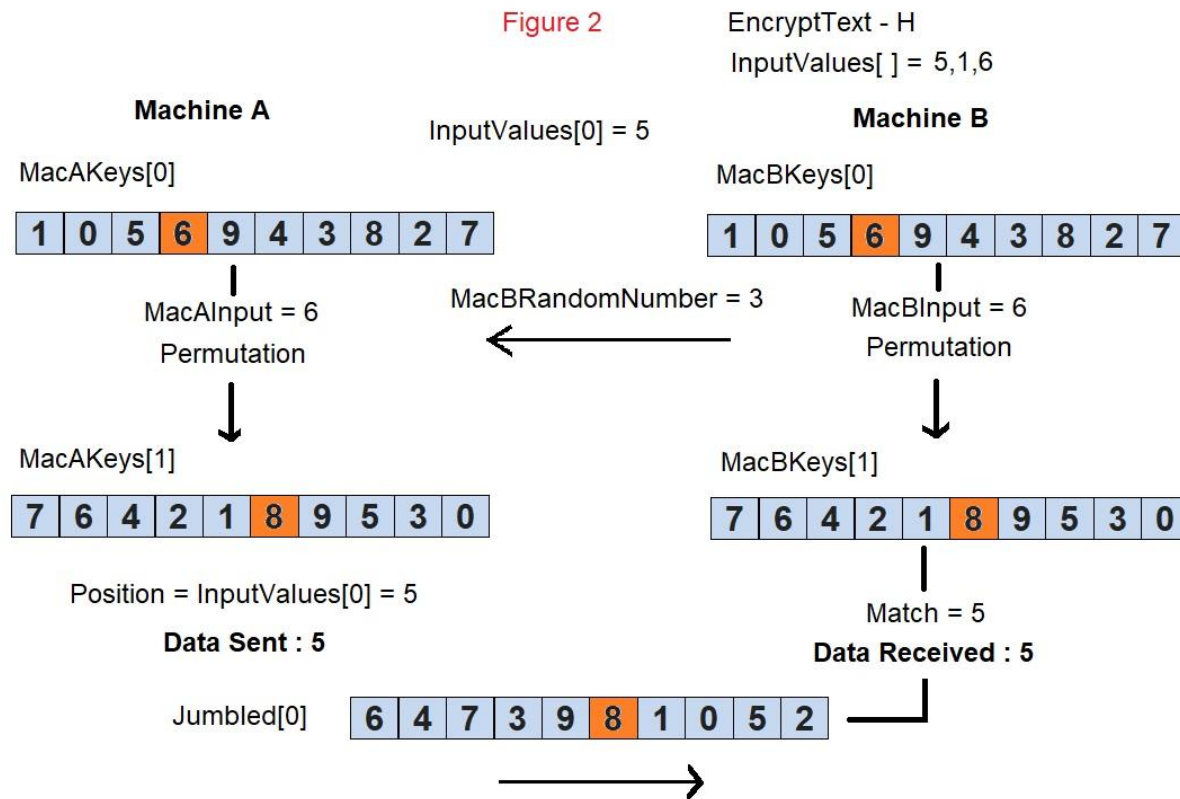 Figure 2
EncryptText - H
InputValues[ ] = 5,1,6
Machine A
InputValues[0] = 5
Machine B
MacAKeys[0]
MacBKeys[0]
1 0 5 6 9 4 3 8 2 7
1 0 5 6 9 4 3 8 2 7
MacAInput = 6
Permutation
MacBRandomNumber = 3
MacBInput = 6
Permutation
MacAKeys[1]
MacBKeys[1]
7 6 4 2 1 8 9 5 3 0
7 6 4 2 1 8 9 5 3 0
Position = InputValues[0] = 5
Data Sent : 5
Match = 5
Data Received : 5
Jumbled[0]
6 4 7 3 9 8 1 0 5 2